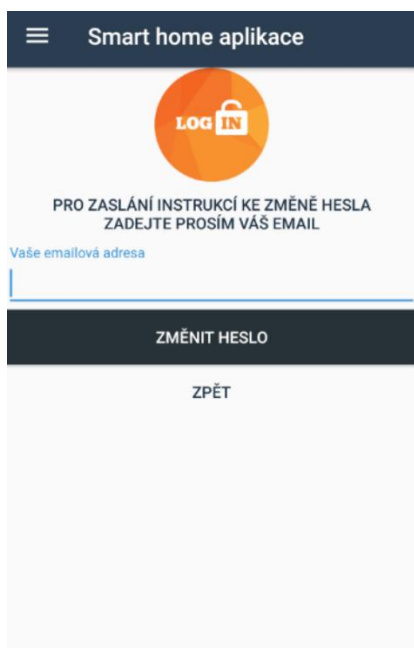 Smart home aplikace
LOG IN
PRO ZASLÁNÍ INSTRUKCÍ KE ZMĚNĚ HESLA
ZADEJTE PROSÍM VÁŠ EMAIL
Vaše emailová adresa
ZMĚNIT HESLO
ZPĚT